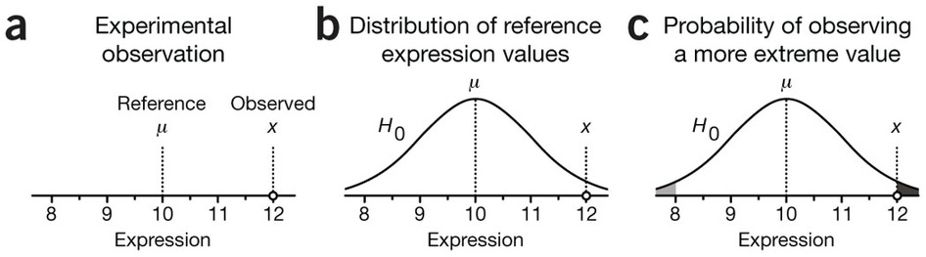 a
Experimental
observation
Reference Observed
μ x
8 9 10 11 12
Expression
b
Distribution of reference
expression values
μ
H0
x
8 9 10 11 12
Expression
c
Probability of observing
a more extreme value
μ
H0
x
8 9 10 11 12
Expression